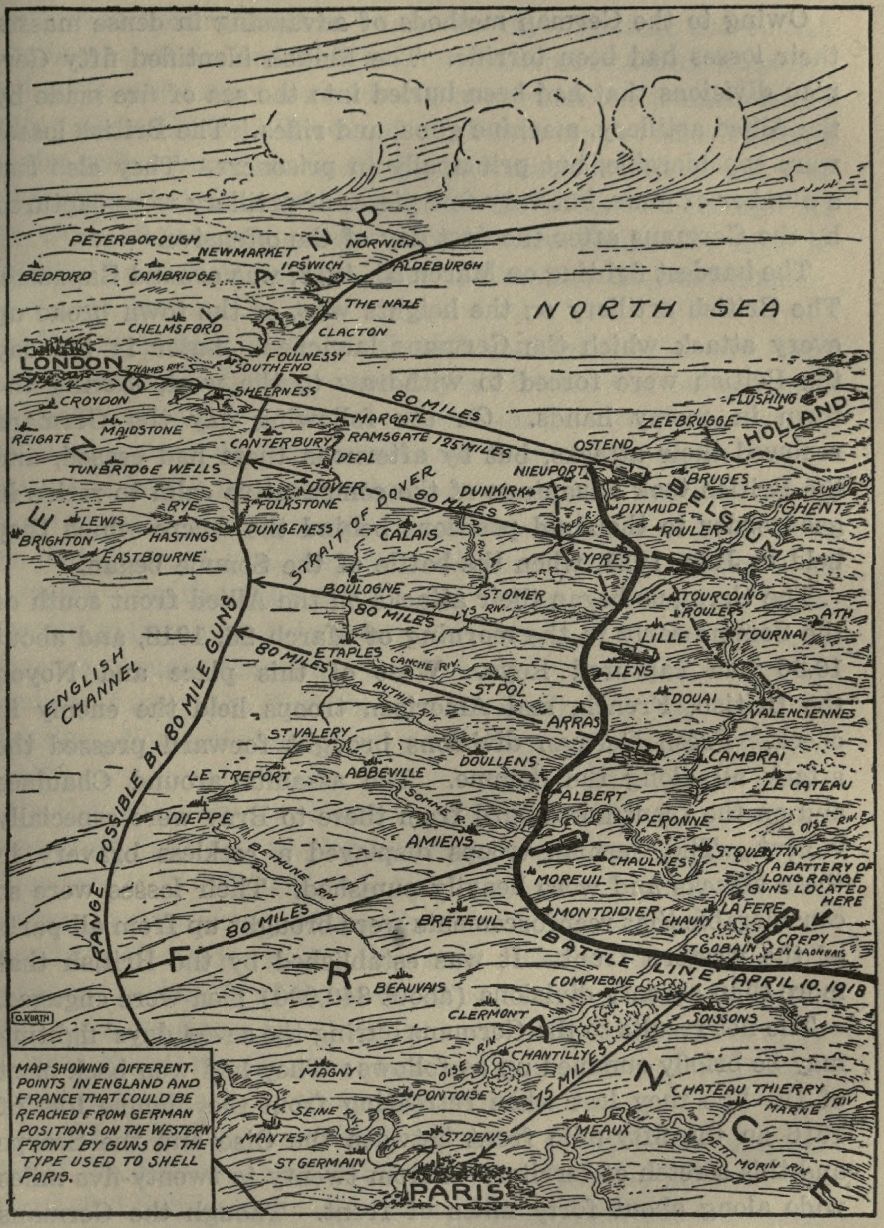 ENGLAND
PETERBOROUGH
NORWICH
NEWMARKET
IPSWICH
ALDEBURGH
BEDFORD
CAMBRIDGE
THE NAZE
NORTH SEA
CHELMSFORD
CLACTON
FOULNESSY
LONDON
THAMES RIV.
SOUTHEND
SHEERNESS
80 MILES
FLUSHING
HOLLAND
CROYDON
MARGATE
ZEEBRUGGE
REIGATE
MAIDSTONE
CANTERBURY
RAMSGATE
125 MILES
OSTEND
DEAL
TUNBRIDGE WELLS
NIEUPORT
BRUGES
BELGIUM
DOVER
80 MILES
DUNKIRK
GHENT
RYE
FOLKSTONE
DIXMUDE
LEWIS
HASTINGS
DUNGENESS
STRAIT OF DOVER
CALAIS
ROULERS
BRIGHTON
EASTBOURNE
YPRES
BOULOGNE
ST OMER
TOURCOING
ROULERS
80 MILES
LYS RIV.
ATH
LILLE
TOURNAI
ENGLISH
CHANNEL
80 MILES
ETAPLES
CANCHE RIV.
LENS
AUTHIE RIV
ST POL
DOUAI
ARRAS
VALENCIENNES
ST VALERY
DOULLENS
CAMBRAI
LE TREPORT
ABBEVILLE
LE CATEAU
ALBERT
SOMME R.
DIEPPE
PERONNE
OISE RIV.
AMIENS
BETHUNE RIV.
CHAULNES
ST QUENTIN
A BATTERY OF
LONG RANGE
GUNS LOCATED
HERE
MOREUIL
RANGE POSSIBLE BY 80 MILE GUNS
80 MILES
BRETEUIL
MONTDIDIER
CHAUNY
LA FERE
CREPY
EN LAONNAIS
ST GOBAIN
FRANCE
BATTLE LINE APRIL 10, 1918
BEAUVAIS
COMPIEGNE
O.KURTH
CLERMONT
SOISSONS
OISE RIV.
CHANTILLY
75 MILES
MAGNY
PONTOISE
CHATEAU THIERRY
MARNE RIV
SEINE R.
MANTES
ST DENIS
MEAUX
PETIT MORIN RIV.
ST GERMAIN
PARIS
MAP SHOWING DIFFERENT
POINTS IN ENGLAND AND
FRANCE THAT COULD BE
REACHED FROM GERMAN
POSITIONS ON THE WESTERN
FRONT BY GUNS OF THE
TYPE USED TO SHELL
PARIS.